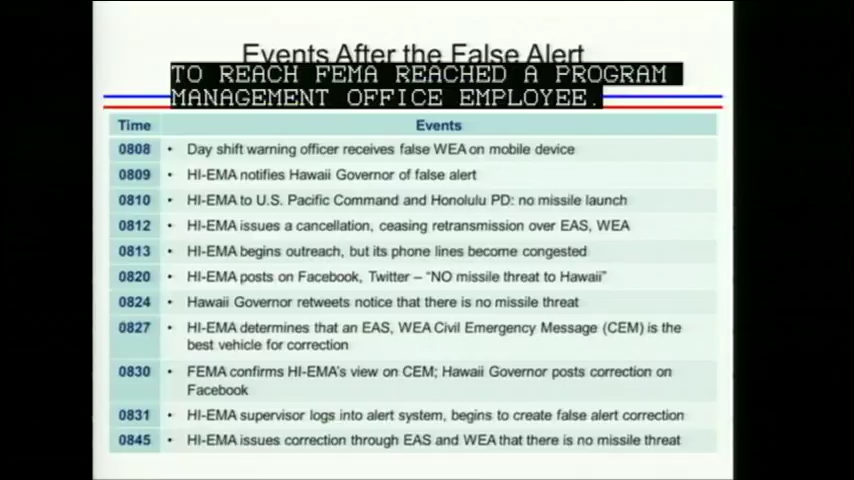 Events After the False Alert
TO REACH FEMA REACHED A PROGRAM
MANAGEMENT OFFICE EMPLOYEE.
Time Events
0808 • Day shift warning officer receives false WEA on mobile device
0809 • HI-EMA notifies Hawaii Governor of false alert
0810 • HI-EMA to U.S. Pacific Command and Honolulu PD: no missile launch
0812 • HI-EMA issues a cancellation, ceasing retransmission over EAS, WEA
0813 • HI-EMA begins outreach, but its phone lines become congested
0820 • HI-EMA posts on Facebook, Twitter – “NO missile threat to Hawaii”
0824 • Hawaii Governor retweets notice that there is no missile threat
0827 • HI-EMA determines that an EAS, WEA Civil Emergency Message (CEM) is the
best vehicle for correction
0830 • FEMA confirms HI-EMA’s view on CEM; Hawaii Governor posts correction on
Facebook
0831 • HI-EMA supervisor logs into alert system, begins to create false alert correction
0845 • HI-EMA issues correction through EAS and WEA that there is no missile threat